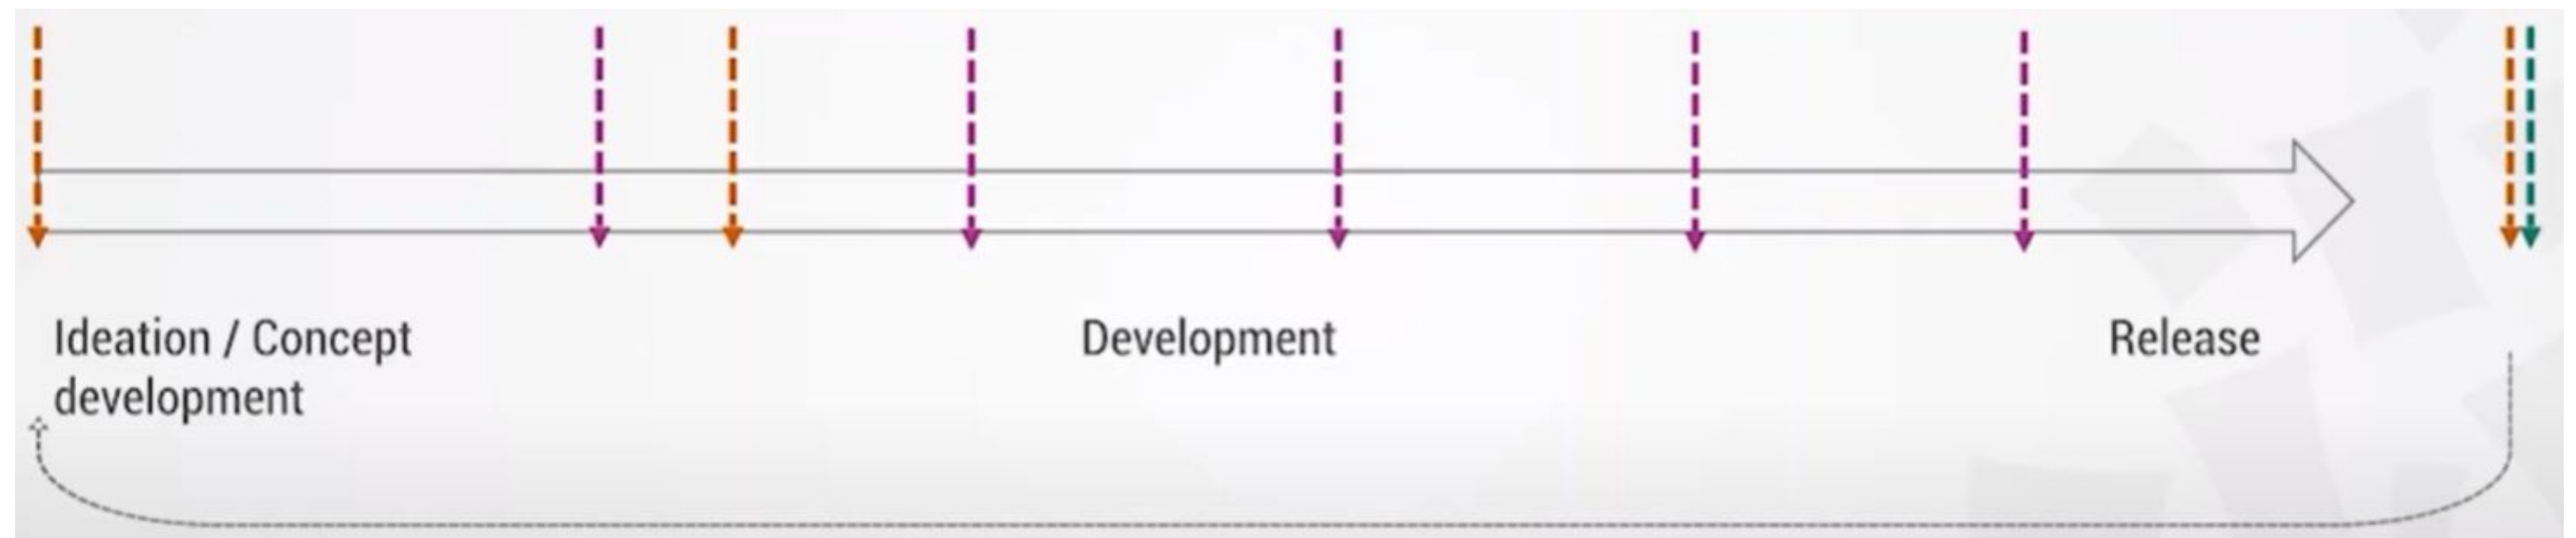 Ideation / Concept
development
Development
Release